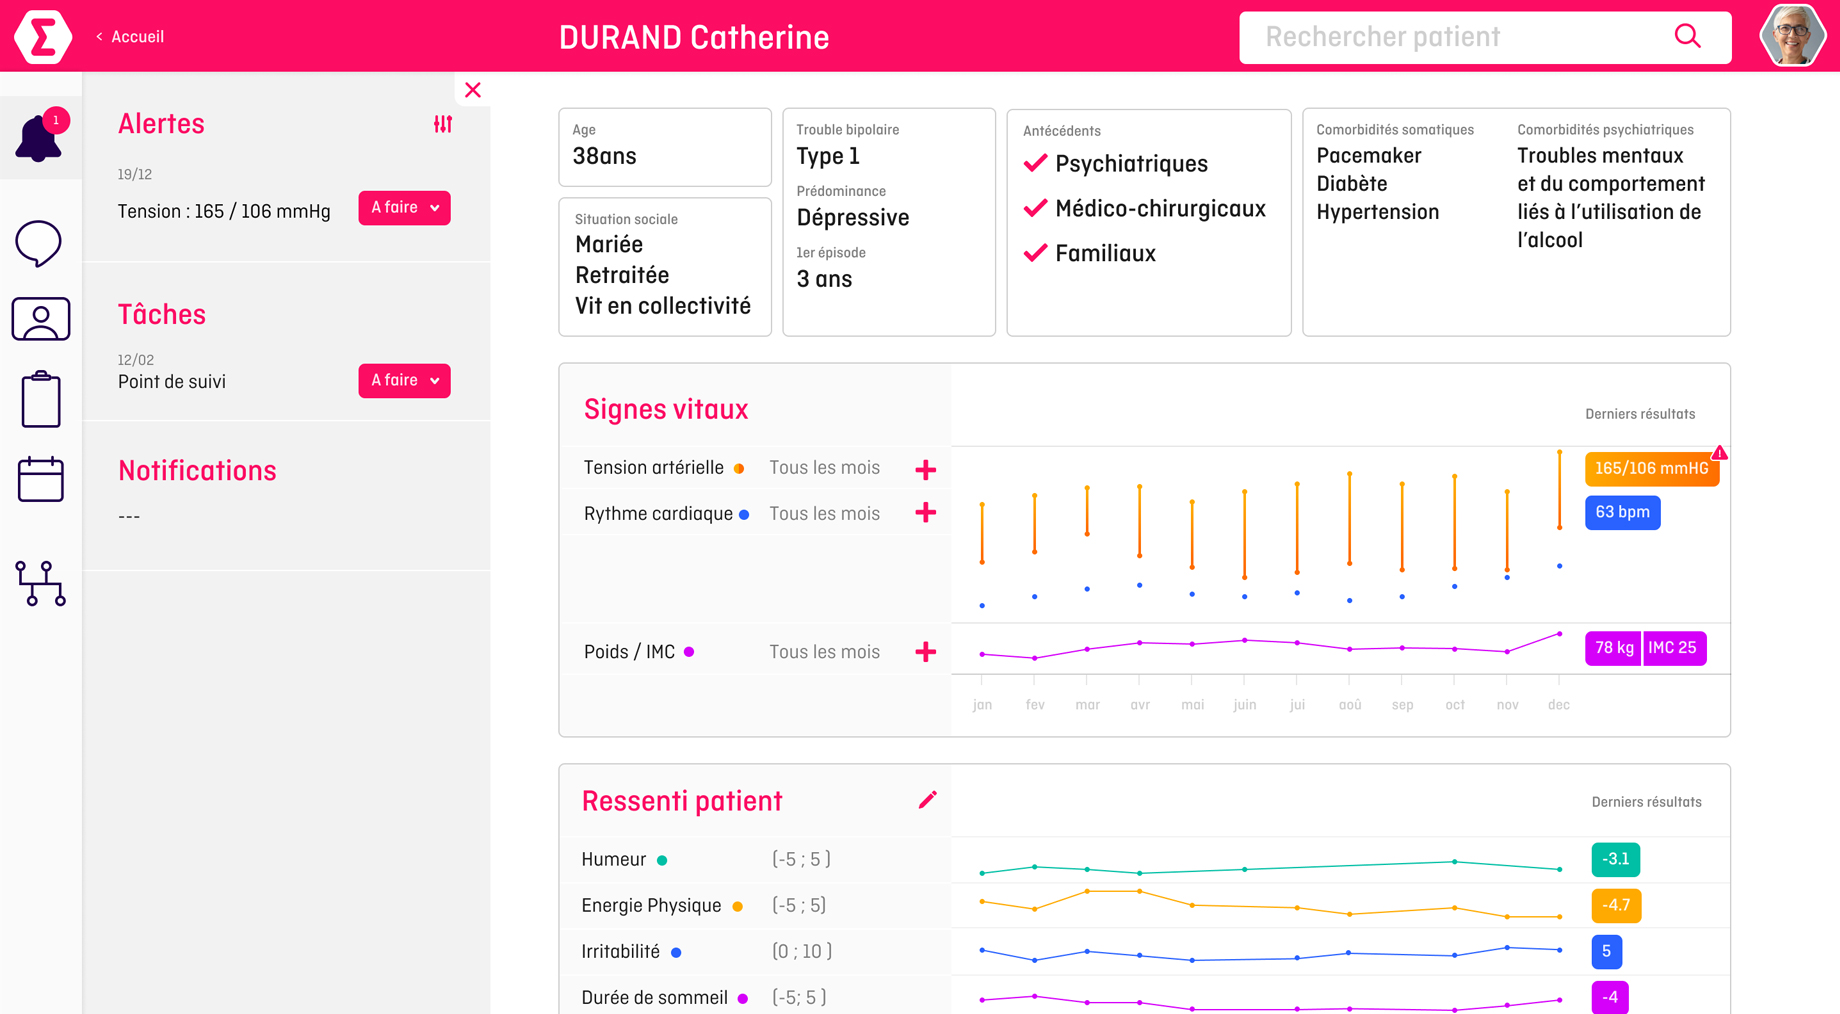 Σ
< Accueil
DURAND Catherine
Rechercher patient
1
Alertes
19/12
Tension : 165 / 106 mmHg
A faire
Tâches
12/02
Point de suivi
A faire
Notifications
---
Age
38ans
Situation sociale
Mariée
Retraitée
Vit en collectivité
Trouble bipolaire
Type 1
Prédominance
Dépressive
1er épisode
3 ans
Antécédents
Psychiatriques
Médico-chirurgicaux
Familiaux
Comorbidités somatiques
Pacemaker
Diabète
Hypertension
Comorbidités psychiatriques
Troubles mentaux
et du comportement
liés à l'utilisation de
l'alcool
Signes vitaux
Derniers résultats
Tension artérielle Tous les mois
165/106 mmHG
!
Rythme cardiaque Tous les mois
63 bpm
Poids / IMC Tous les mois
78 kg IMC 25
jan fev mar avr mai juin jui aoû sep oct nov dec
Ressenti patient
Derniers résultats
Humeur (-5 ; 5 )
-3.1
Energie Physique (-5 ; 5)
-4.7
Irritabilité (0 ; 10 )
5
Durée de sommeil (-5; 5 )
-4